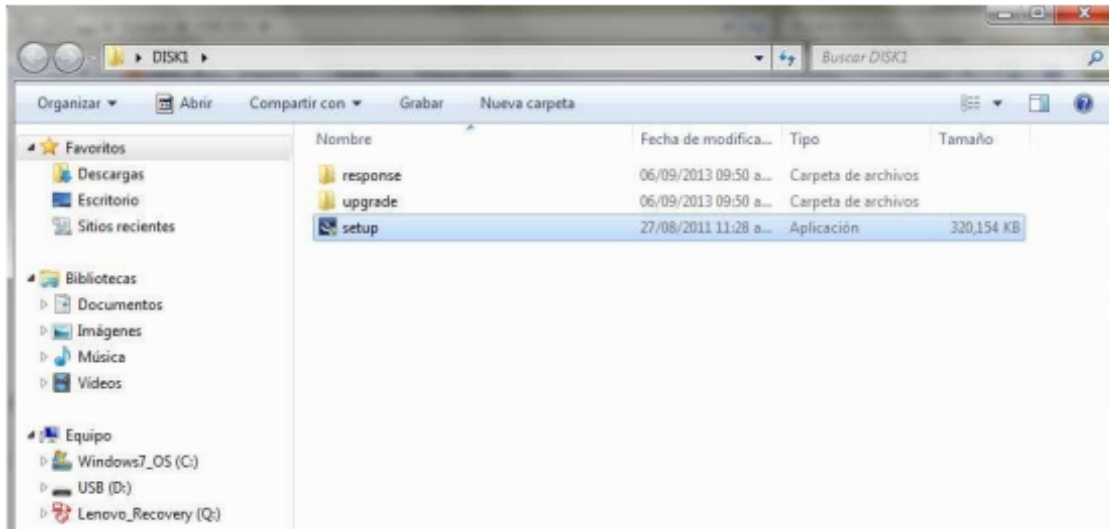 DISK1
Buscar DISK1
Organizar
Abrir
Compartir con
Grabar
Nueva carpeta
Favoritos
Descargas
Escritorio
Sitios recientes
Bibliotecas
Documentos
Imágenes
Música
Vídeos
Equipo
Windows7_OS (C:)
USB (D:)
Lenovo_Recovery (Q:)
Nombre Fecha de modifica... Tipo Tamaño
response 06/09/2013 09:50 a... Carpeta de archivos
upgrade 06/09/2013 09:50 a... Carpeta de archivos
setup 27/08/2011 11:28 a... Aplicación 320,154 KB